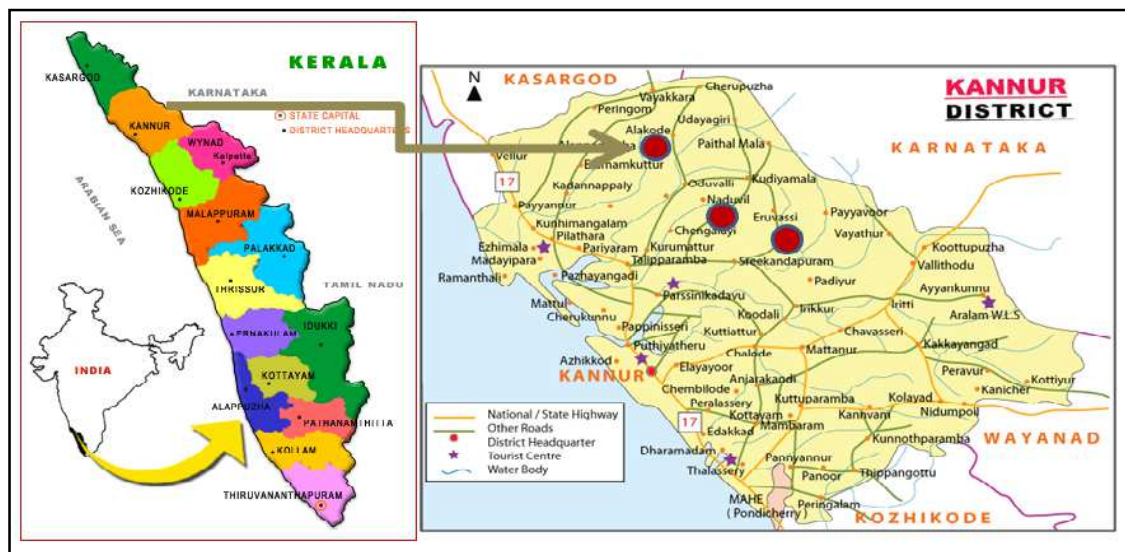 KERALA
KASARGOD
KARNATAKA
STATE CAPITAL
DISTRICT HEADQUARTERS
KANNUR
WYNAD
Kalpetta
KOZHIKODE
ARABIAN SEA
MALAPPURAM
PALAKKAD
THRISSUR
TAMIL NADU
ERNAKULAM
IDUKKI
INDIA
KOTTAYAM
ALAPPUZHA
PATHANAMTHITTA
KOLLAM
THIRUVANANTHAPURAM
N
KASARGOD
KANNUR
DISTRICT
Cherupuzha
Vayakkara
Peringom
Udayagiri
Alakode
Paithal Mala
KARNATAKA
Vellur
17
Kudiyamala
Oduvalli
Kadannappaly
Naduvil
Payyannur
Eruvassi
Payyavoor
Kunhimangalam
Chengalayi
Vayathur
Pilathara
Koottupuzha
Ezhimala
Pariyaram
Kurumattur
Madayipara
Talipparamba
Sreekandapuram
Vallithodu
Ramanthali
Pazhayangadi
Padiyur
Ayyankunnu
Parssinikadavu
Mattul
Irikkur
Iritti
Cherukunnu
Koodali
Aralam W.L.S
Pappinisseri
Kuttiattur
Chavasseri
Puthiyatheru
Chalode
Mattanur
Kakkayangad
Azhikkod
Elayavoor
KANNUR
Peravur
Kottiyur
Anjarakandi
Kanicher
Chembilode
Peralassery
Kuttuparamba
Kolayad
National / State Highway
17
Kottayam
Kannvam
Nidumpoil
Other Roads
Edakkad
Mambaram
District Headquarter
Kunnothparamba
WAYANAD
Tourist Centre
Dharamadam
Water Body
Thalassery
Pannyannur
Panoor
Thippangottu
MAHE
( Pondicherry )
Peringalam
KOZHIKODE